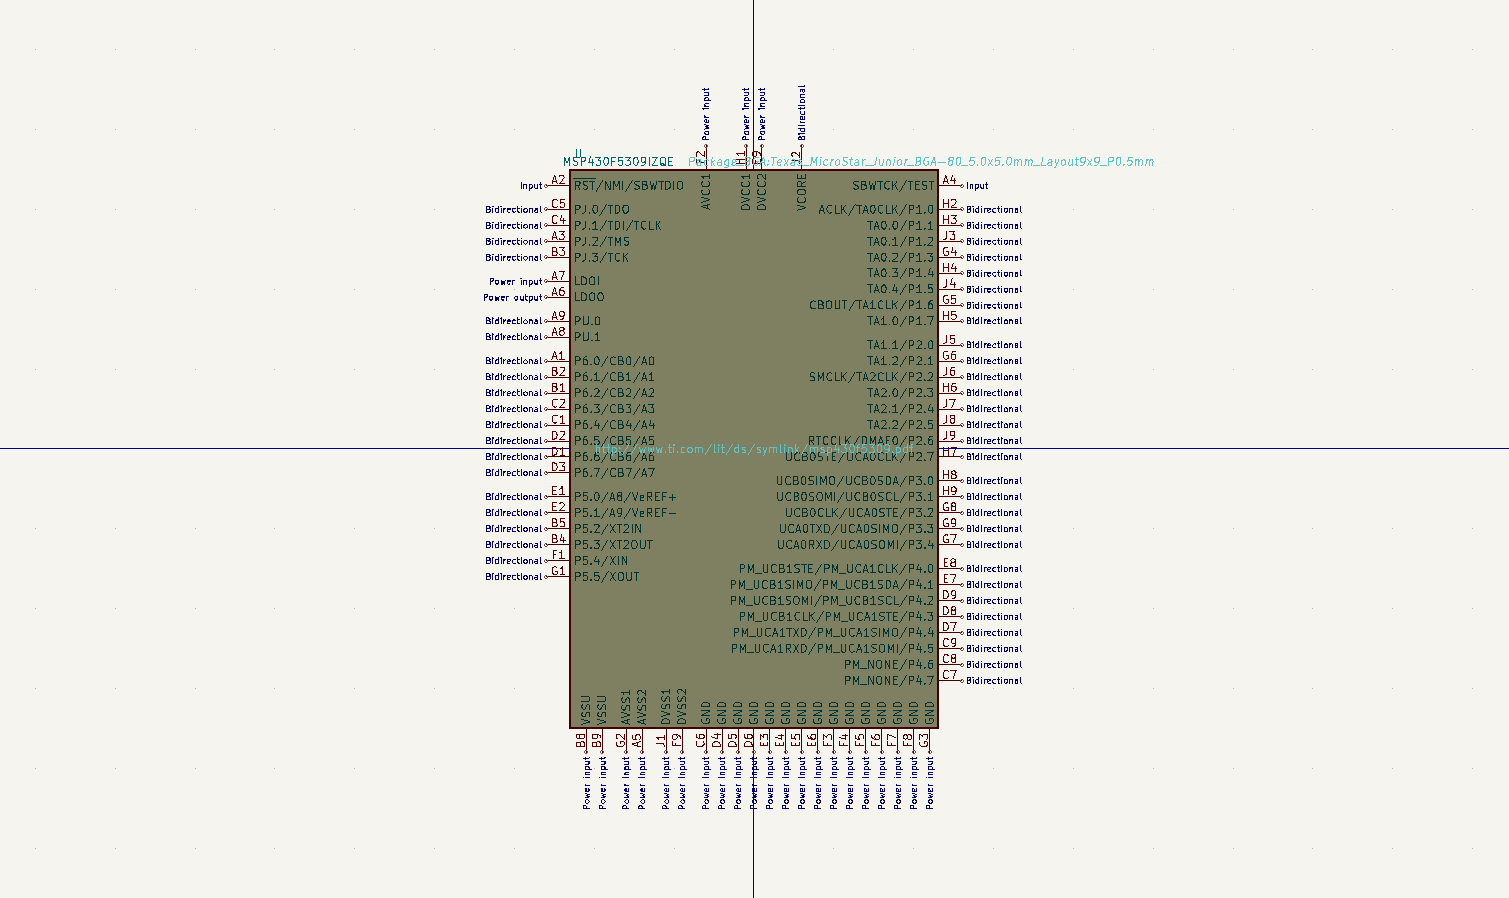 Power input
Power input
Power input
Bidirectional
H1
J2
U
MSP430F5309IZQE
MicroStar_Junior_BGA-80_5.0x5.0mm_Layout9x9_P0.5mm
AVCC1
DVCC1
DVCC2
VCORE
Input A2 RST/NMI/SBWTDIO
SBWTCK/TEST A4 Input
Bidirectional C5 PJ.0/TDO
ACLK/TA0CLK/P1.0 H2 Bidirectional
Bidirectional C4 PJ.1/TDI/TCLK
TA0.0/P1.1 H3 Bidirectional
Bidirectional A3 PJ.2/TMS
TA0.1/P1.2 J3 Bidirectional
Bidirectional B3 PJ.3/TCK
TA0.2/P1.3 G4 Bidirectional
TA0.3/P1.4 H4 Bidirectional
Power input A7 LDOI
TA0.4/P1.5 J4 Bidirectional
Power output A6 LDOO
CBOUT/TA1CLK/P1.6 G5 Bidirectional
Bidirectional A9 PU.0
TA1.0/P1.7 H5 Bidirectional
Bidirectional A8 PU.1
TA1.1/P2.0 J5 Bidirectional
Bidirectional A1 P6.0/CB0/A0
TA1.2/P2.1 G6 Bidirectional
Bidirectional B2 P6.1/CB1/A1
SMCLK/TA2CLK/P2.2 J6 Bidirectional
Bidirectional B1 P6.2/CB2/A2
TA2.0/P2.3 H6 Bidirectional
Bidirectional C2 P6.3/CB3/A3
TA2.1/P2.4 J7 Bidirectional
Bidirectional C1 P6.4/CB4/A4
TA2.2/P2.5 J8 Bidirectional
Bidirectional D2 P6.5/CB5/A5
RTCCLK/DMAE0/P2.6 J9 Bidirectional
http://www.ti.com/lit/ds/symlink/msp430f5309.pdf
Bidirectional D1 P6.6/CB6/A6
UCB0STE/UCA0CLK/P2.7 H7 Bidirectional
Bidirectional D3 P6.7/CB7/A7
UCB0SIMO/UCB0SDA/P3.0 H8 Bidirectional
Bidirectional E1 P5.0/A8/VeREF+
UCB0SOMI/UCB0SCL/P3.1 H9 Bidirectional
Bidirectional E2 P5.1/A9/VeREF-
UCB0CLK/UCA0STE/P3.2 G8 Bidirectional
Bidirectional B5 P5.2/XT2IN
UCA0TXD/UCA0SIMO/P3.3 G9 Bidirectional
Bidirectional B4 P5.3/XT2OUT
UCA0RXD/UCA0SOMI/P3.4 G7 Bidirectional
Bidirectional F1 P5.4/XIN
PM_UCB1STE/PM_UCA1CLK/P4.0 E8 Bidirectional
Bidirectional G1 P5.5/XOUT
PM_UCB1SIMO/PM_UCB1SDA/P4.1 E7 Bidirectional
PM_UCB1SOMI/PM_UCB1SCL/P4.2 D9 Bidirectional
PM_UCB1CLK/PM_UCA1STE/P4.3 D8 Bidirectional
PM_UCA1TXD/PM_UCA1SIMO/P4.4 D7 Bidirectional
PM_UCA1RXD/PM_UCA1SOMI/P4.5 C9 Bidirectional
PM_NONE/P4.6 C8 Bidirectional
PM_NONE/P4.7 C7 Bidirectional
VSSU B8 Power input
VSSU B9 Power input
AVSS1 G2 Power input
AVSS2 A5 Power input
DVSS1 J1 Power input
DVSS2 F9 Power input
GND C6 Power input
GND D4 Power input
GND D5 Power input
GND D6 Power input
GND E3 Power input
GND E4 Power input
GND E5 Power input
GND E6 Power input
GND F3 Power input
GND F4 Power input
GND F5 Power input
GND F6 Power input
GND F7 Power input
GND F8 Power input
GND G3 Power input